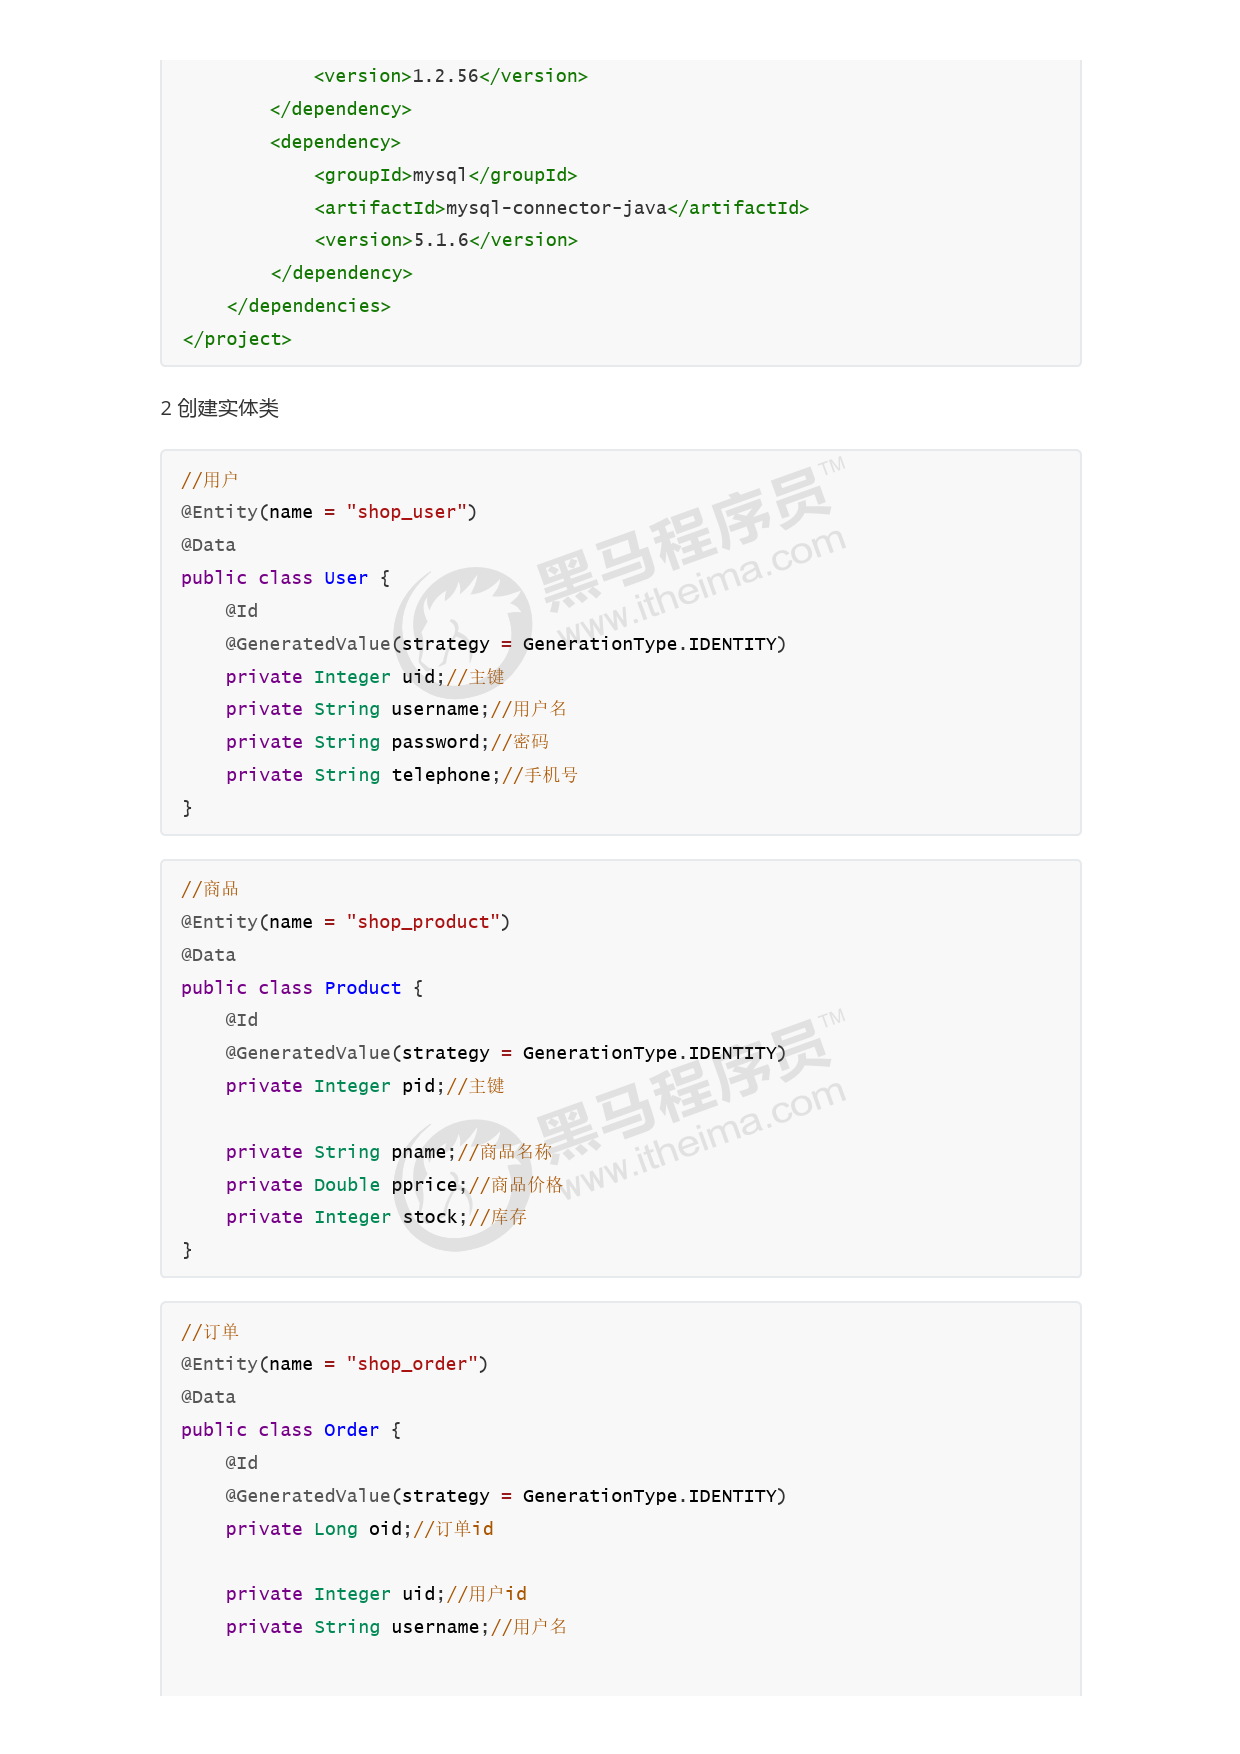 <version>1.2.56</version>
        </dependency>
        <dependency>
            <groupId>mysql</groupId>
            <artifactId>mysql-connector-java</artifactId>
            <version>5.1.6</version>
        </dependency>
    </dependencies>
</project>
2 创建实体类
//用户
@Entity(name = "shop_user")
@Data
public class User {
    @Id
    @GeneratedValue(strategy = GenerationType.IDENTITY)
    private Integer uid;//主键
    private String username;//用户名
    private String password;//密码
    private String telephone;//手机号
}
黑马程序员™
www.itheima.com
//商品
@Entity(name = "shop_product")
@Data
public class Product {
    @Id
    @GeneratedValue(strategy = GenerationType.IDENTITY)
    private Integer pid;//主键
    private String pname;//商品名称
    private Double pprice;//商品价格
    private Integer stock;//库存
}
黑马程序员™
www.itheima.com
//订单
@Entity(name = "shop_order")
@Data
public class Order {
    @Id
    @GeneratedValue(strategy = GenerationType.IDENTITY)
    private Long oid;//订单id
    private Integer uid;//用户id
    private String username;//用户名